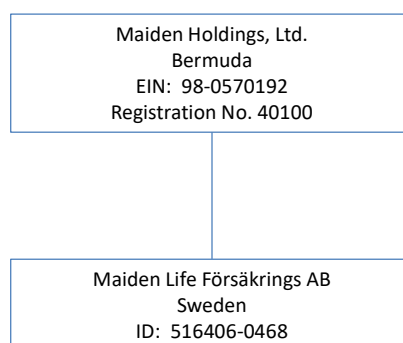 Maiden Holdings, Ltd.
Bermuda
EIN:  98-0570192
Registration No. 40100
Maiden Life Försäkrings AB
Sweden
ID:  516406-0468